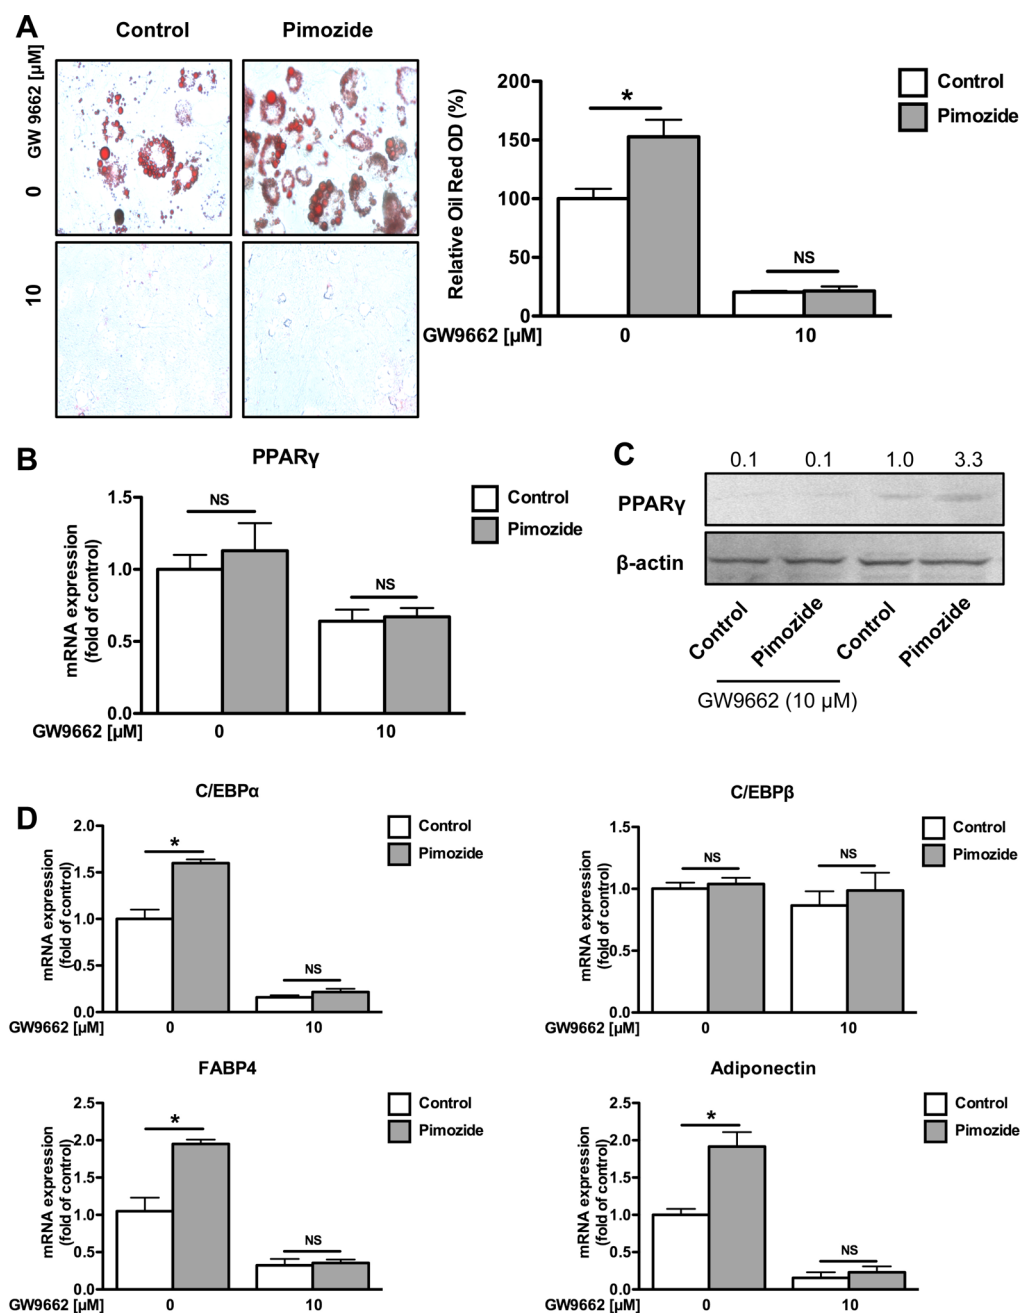 A
Control
Pimozide
GW 9662 [µM]
0
10
Relative Oil Red OD (%)
200
150
100
50
0
*
NS
Control
Pimozide
GW9662 [µM]
0
10
B
PPARγ
mRNA expression
(fold of control)
1.5
1.0
0.5
0.0
NS
NS
Control
Pimozide
GW9662 [µM]
0
10
C
0.1
0.1
1.0
3.3
PPARγ
β-actin
Control
Pimozide
Control
Pimozide
GW9662 (10 µM)
D
C/EBPα
mRNA expression
(fold of control)
2.0
1.5
1.0
0.5
0.0
*
NS
Control
Pimozide
GW9662 [µM]
0
10
C/EBPβ
mRNA expression
(fold of control)
1.5
1.0
0.5
0.0
NS
NS
Control
Pimozide
GW9662 [µM]
0
10
FABP4
mRNA expression
(fold of control)
2.5
2.0
1.5
1.0
0.5
0.0
*
NS
Control
Pimozide
GW9662 [µM]
0
10
Adiponectin
mRNA expression
(fold of control)
2.5
2.0
1.5
1.0
0.5
0.0
*
NS
Control
Pimozide
GW9662 [µM]
0
10